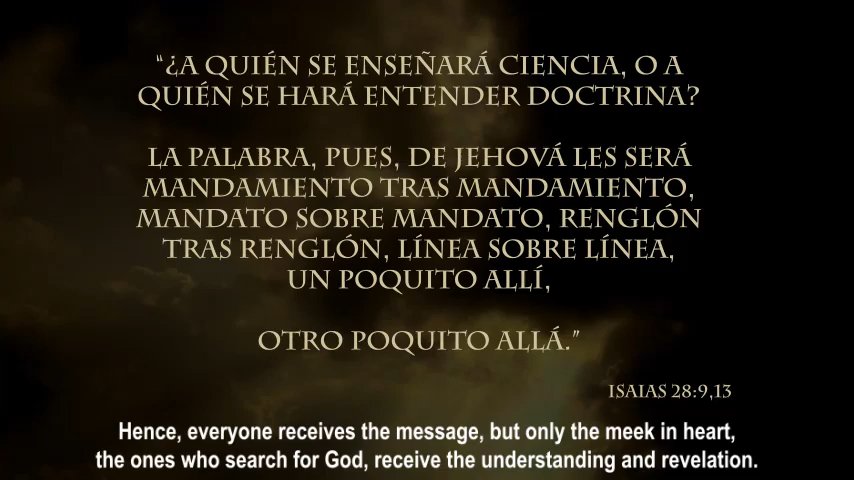 “¿A QUIÉN SE ENSEÑARÁ CIENCIA, O A
QUIÉN SE HARÁ ENTENDER DOCTRINA?
LA PALABRA, PUES, DE JEHOVÁ LES SERÁ
MANDAMIENTO TRAS MANDAMIENTO,
MANDATO SOBRE MANDATO, RENGLÓN
TRAS RENGLÓN, LÍNEA SOBRE LÍNEA,
UN POQUITO ALLÍ,
OTRO POQUITO ALLÁ.”
ISAIAS 28:9,13
Hence, everyone receives the message, but only the meek in heart,
the ones who search for God, receive the understanding and revelation.